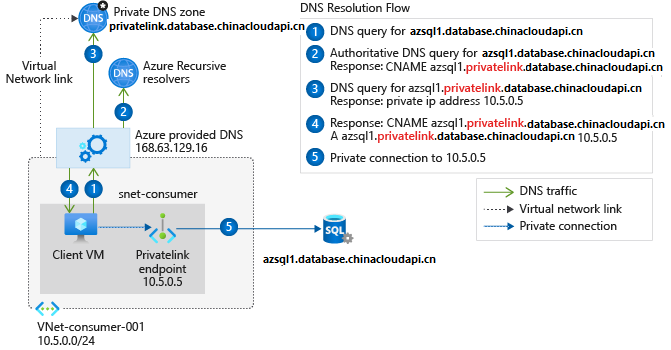 Private DNS zone
privatelink.database.chinacloudapi.cn
DNS
Virtual
Network link
3
DNS
Azure Recursive
resolvers
2
Azure provided DNS
168.63.129.16
4
1
snet-consumer
Client VM
Privatelink
endpoint
10.5.0.5
5
SQL
azsql1.database.chinacloudapi.cn
VNet-consumer-001
10.5.0.0/24
DNS Resolution Flow
1 DNS query for azsql1.database.chinacloudapi.cn
2 Authoritative DNS query for azsql1.database.chinacloudapi.cn
Response: CNAME azsql1.privatelink.database.chinacloudapi.cn
3 DNS query for azsql1.privatelink.database.chinacloudapi.cn
Response: private ip address 10.5.0.5
4 Response: CNAME azsql1.privatelink.database.chinacloudapi.cn
A azsql1.privatelink.database.chinacloudapi.cn 10.5.0.5
5 Private connection to 10.5.0.5
DNS traffic
Virtual network link
Private connection